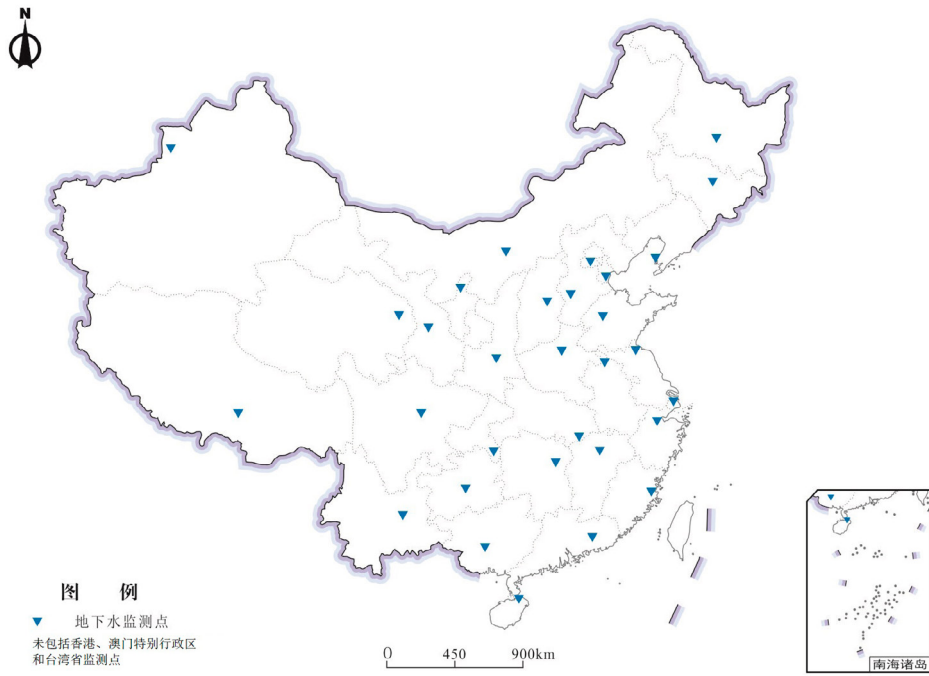 N
图 例
地下水监测点
未包括香港、澳门特别行政区
和台湾省监测点
0 450 900km
南海诸岛